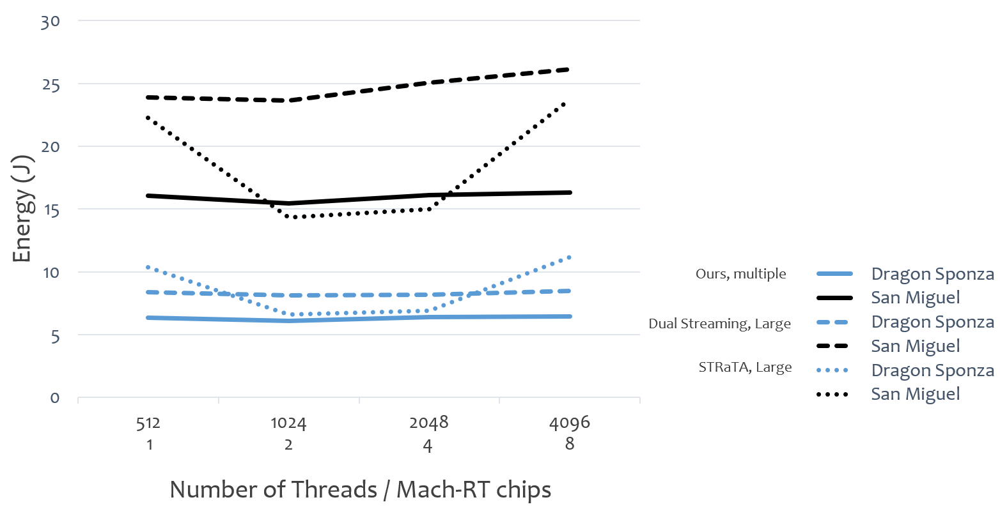 30
25
20
15
10
5
0
Energy (J)
512 1024 2048 4096
1 2 4 8
Number of Threads / Mach-RT chips
Ours, multiple Dragon Sponza
San Miguel
Dual Streaming, Large Dragon Sponza
San Miguel
STRaTA, Large Dragon Sponza
San Miguel